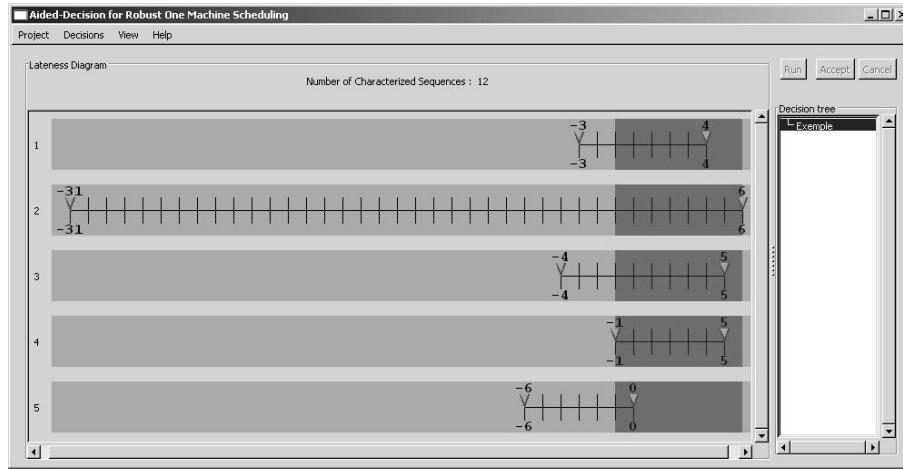 Aided-Decision for Robust One Machine Scheduling
Project Decisions View Help
Lateness Diagram
Number of Characterized Sequences : 12
Run Accept Cancel
Decision tree
Exemple
-3 4
1
-3 4
-31 6
2
-31 6
-4 5
3
-4 5
-1 5
4
-1 5
-6 0
5
-6 0